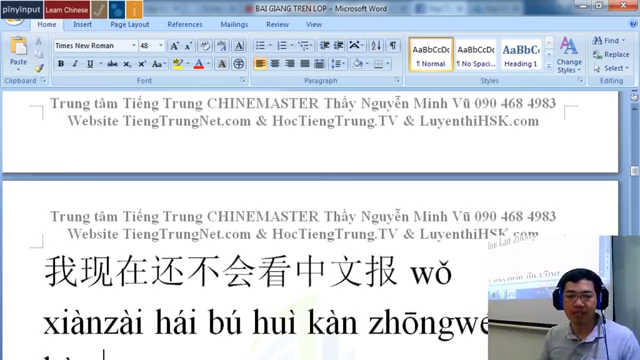 pinyinput
Learn Chinese
BAI GIANG TREN LOP - Microsoft Word
Home Insert Page Layout References Mailings Review View
Paste
Times New Roman 48
AaBbCcDc AaBbCcDc AaBbCc
¶ Normal ¶ No Spaci... Heading 1
Change Styles
Find
Replace
Select
Clipboard Font Paragraph Styles Editing
Trung tâm Tiếng Trung CHINEMASTER Thầy Nguyễn Minh Vũ 090 468 4983
Website TiengTrungNet.com & HocTiengTrung.TV & LuyenthiHSK.com
Trung tâm Tiếng Trung CHINEMASTER Thầy Nguyễn Minh Vũ 090 468 4983
Website TiengTrungNet.com & HocTiengTrung.TV & LuyenthiHSK.com
我现在还不会看中文报 wǒ
xiànzài hái bú huì kàn zhōngwé